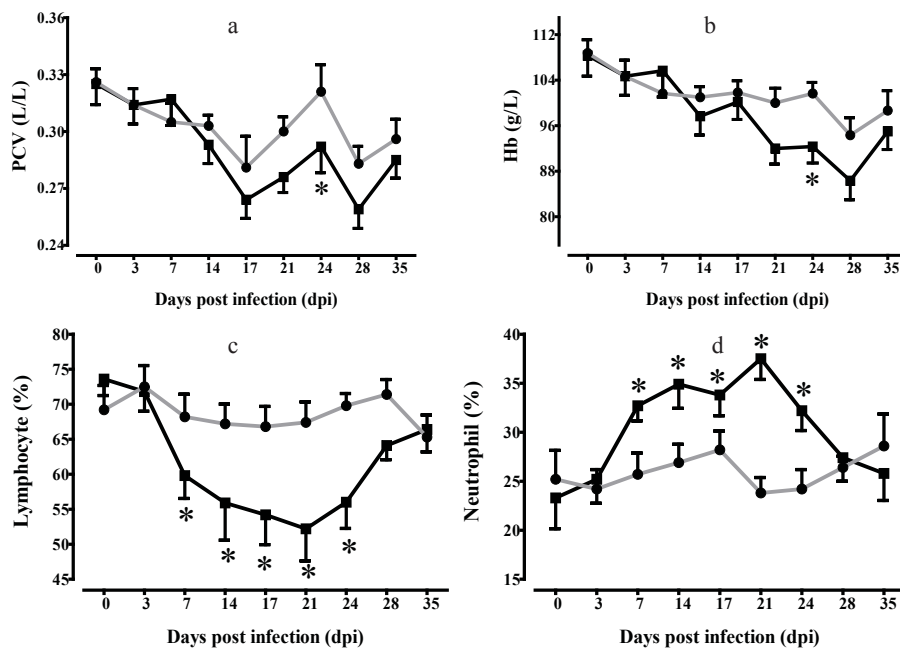 a
0.36
0.33
0.30
0.27
0.24
PCV (L/L)
0 3 7 14 17 21 24 28 35
Days post infection (dpi)
*
b
112
104
96
88
80
Hb (g/L)
0 3 7 14 17 21 24 28 35
Days post infection (dpi)
*
c
80
75
70
65
60
55
50
45
Lymphocyte (%)
* * * * *
0 3 7 14 17 21 24 28 35
Days post infection (dpi)
d
40
35
30
25
20
15
Neutrophil (%)
* * * * *
0 3 7 14 17 21 24 28 35
Days post infection (dpi)